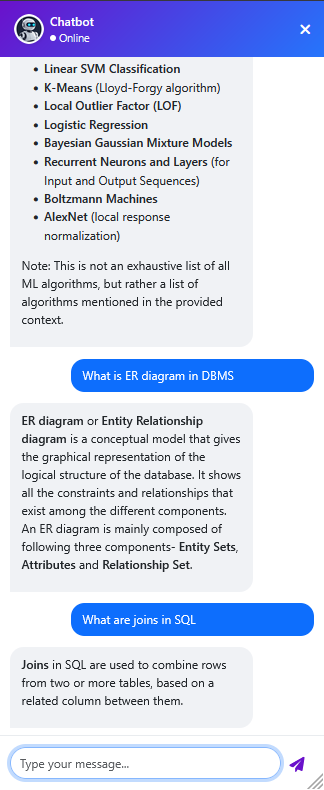 Chatbot
Online
Linear SVM Classification
K-Means (Lloyd-Forgy algorithm)
Local Outlier Factor (LOF)
Logistic Regression
Bayesian Gaussian Mixture Models
Recurrent Neurons and Layers (for
Input and Output Sequences)
Boltzmann Machines
AlexNet (local response
normalization)
Note: This is not an exhaustive list of all
ML algorithms, but rather a list of
algorithms mentioned in the provided
context.
What is ER diagram in DBMS
ER diagram or Entity Relationship
diagram is a conceptual model that gives
the graphical representation of the
logical structure of the database. It shows
all the constraints and relationships that
exist among the different components.
An ER diagram is mainly composed of
following three components- Entity Sets,
Attributes and Relationship Set.
What are joins in SQL
Joins in SQL are used to combine rows
from two or more tables, based on a
related column between them.
Type your message...